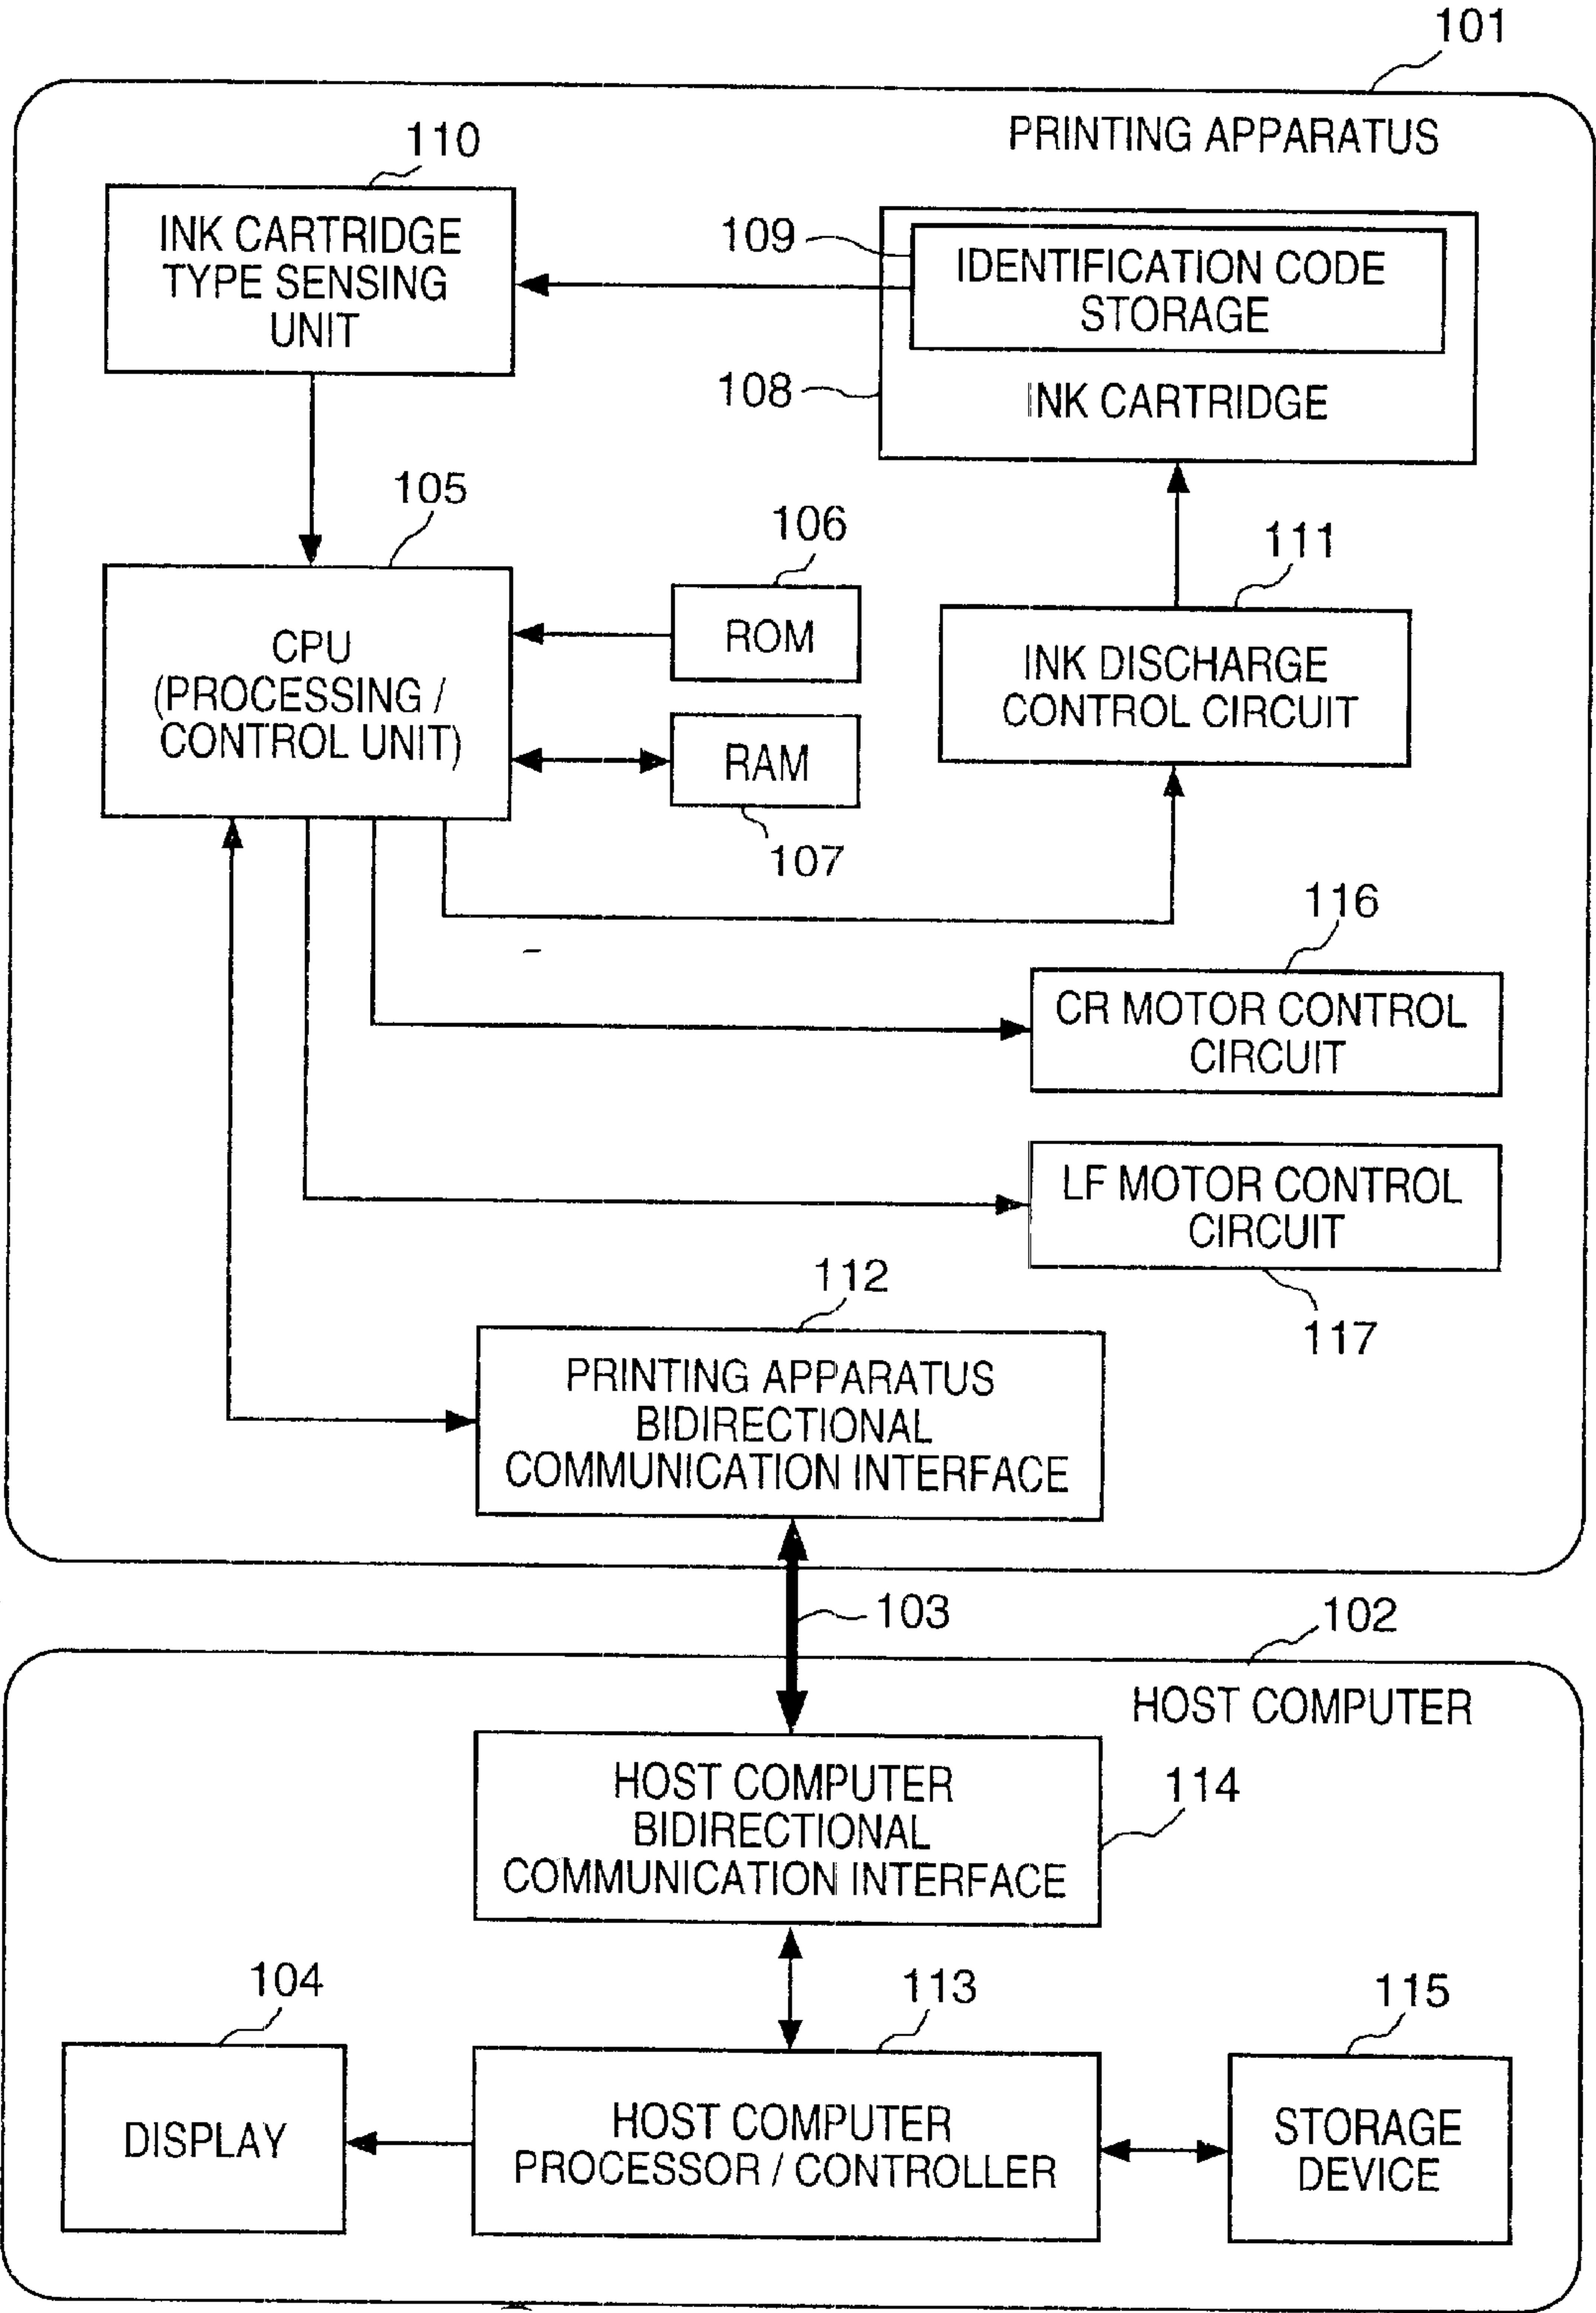 101
PRINTING APPARATUS
110
INK CARTRIDGE
TYPE SENSING
UNIT
109
IDENTIFICATION CODE
STORAGE
108
INK CARTRIDGE
105
CPU
(PROCESSING /
CONTROL UNIT)
106
ROM
RAM
107
111
INK DISCHARGE
CONTROL CIRCUIT
116
CR MOTOR CONTROL
CIRCUIT
LF MOTOR CONTROL
CIRCUIT
117
112
PRINTING APPARATUS
BIDIRECTIONAL
COMMUNICATION INTERFACE
103
102
HOST COMPUTER
HOST COMPUTER
BIDIRECTIONAL
COMMUNICATION INTERFACE
114
104
DISPLAY
113
HOST COMPUTER
PROCESSOR / CONTROLLER
115
STORAGE
DEVICE